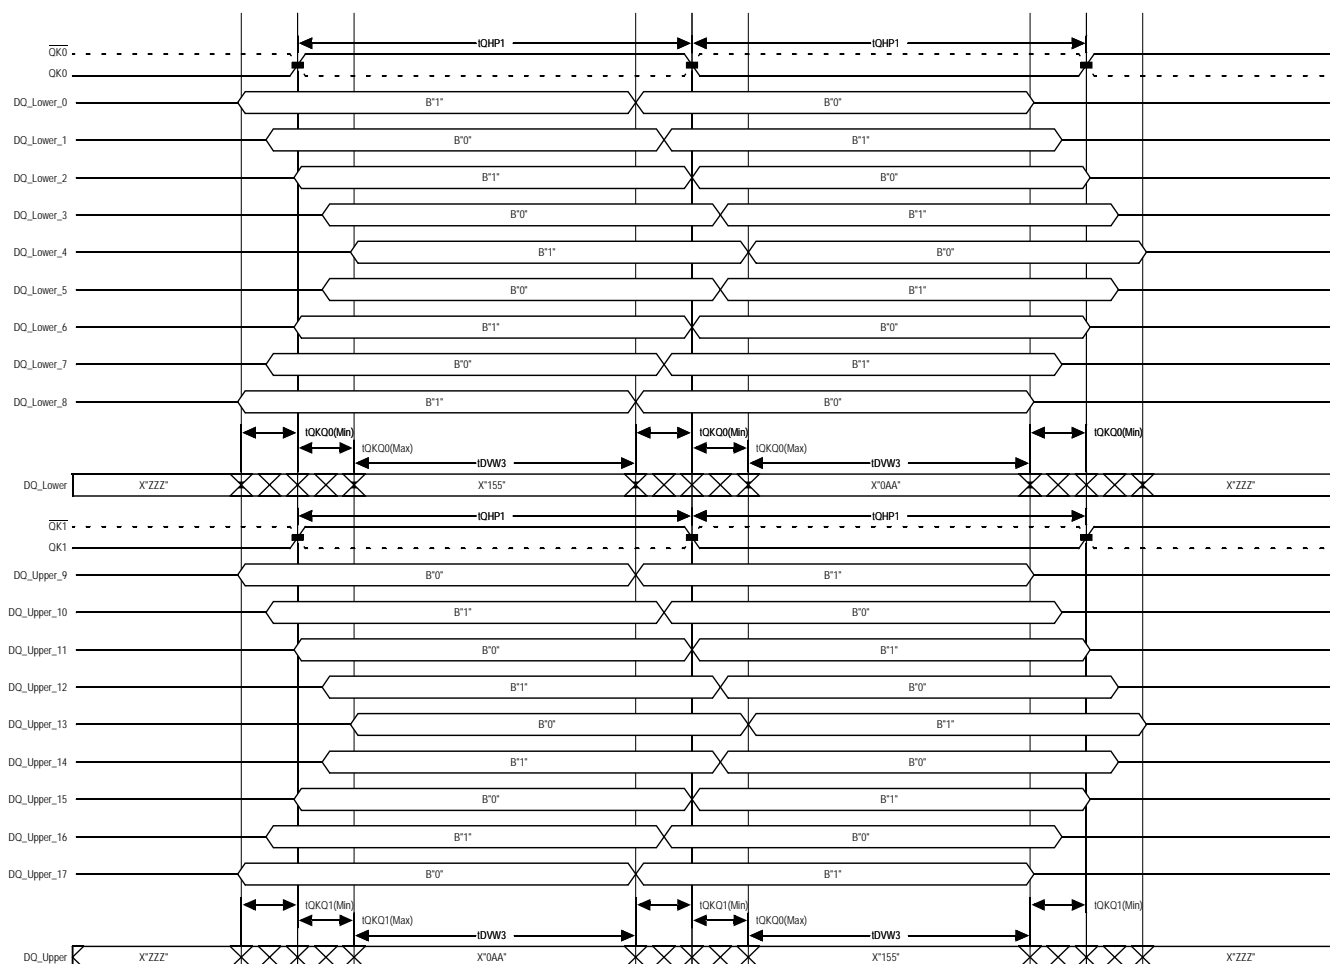 tQHP1 tQHP1
QK0
QK0
DQ_Lower_0 B"1" B"0"
DQ_Lower_1 B"0" B"1"
DQ_Lower_2 B"1" B"0"
DQ_Lower_3 B"0" B"1"
DQ_Lower_4 B"1" B"0"
DQ_Lower_5 B"0" B"1"
DQ_Lower_6 B"1" B"0"
DQ_Lower_7 B"0" B"1"
DQ_Lower_8 B"1" B"0"
tQKQ0(Min) tQKQ0(Min) tQKQ0(Min)
tQKQ0(Max) tQKQ0(Max)
tDVW3 tDVW3
DQ_Lower X"ZZZ" X"155" X"0AA" X"ZZZ"
tQHP1 tQHP1
QK1
QK1
DQ_Upper_9 B"0" B"1"
DQ_Upper_10 B"1" B"0"
DQ_Upper_11 B"0" B"1"
DQ_Upper_12 B"1" B"0"
DQ_Upper_13 B"0" B"1"
DQ_Upper_14 B"1" B"0"
DQ_Upper_15 B"0" B"1"
DQ_Upper_16 B"1" B"0"
DQ_Upper_17 B"0" B"1"
tQKQ1(Min) tQKQ1(Min) tQKQ1(Min)
tQKQ1(Max) tQKQ0(Max)
tDVW3 tDVW3
DQ_Upper X"ZZZ" X"0AA" X"155" X"ZZZ"